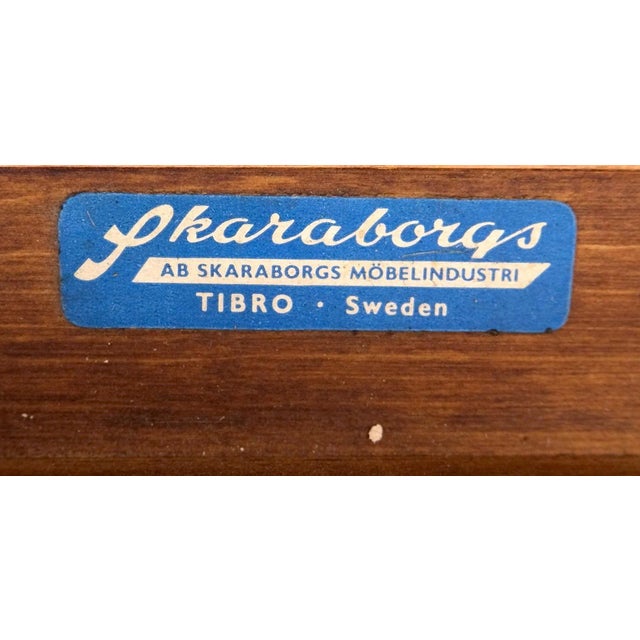 Skaraborgs
AB SKARABORGS MÖBELINDUSTRI
TIBRO · Sweden